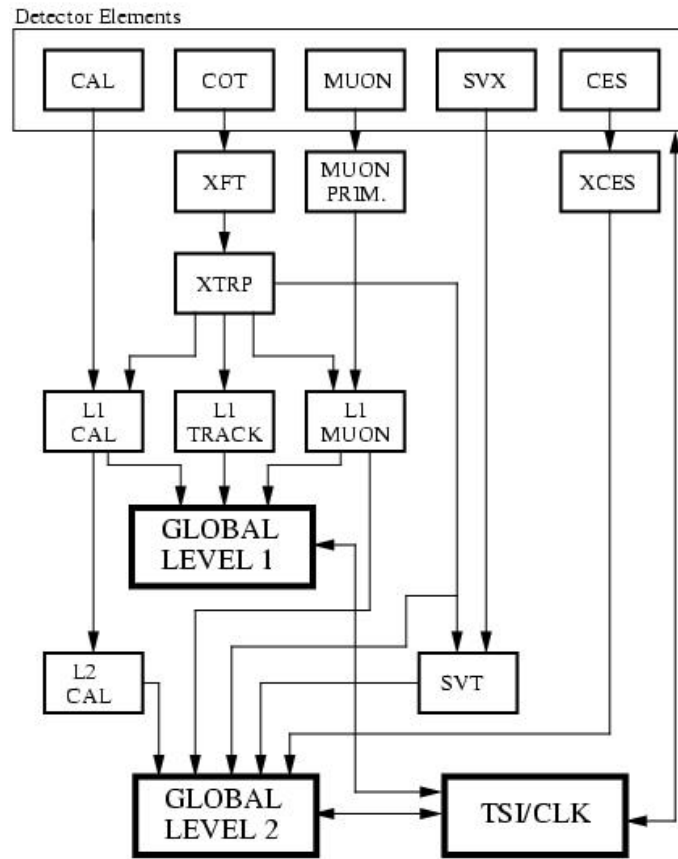 Detector Elements
CAL
COT
MUON
SVX
CES
XFT
MUON
PRIM.
XCES
XTRP
L1
CAL
L1
TRACK
L1
MUON
GLOBAL
LEVEL 1
L2
CAL
SVT
GLOBAL
LEVEL 2
TSI/CLK